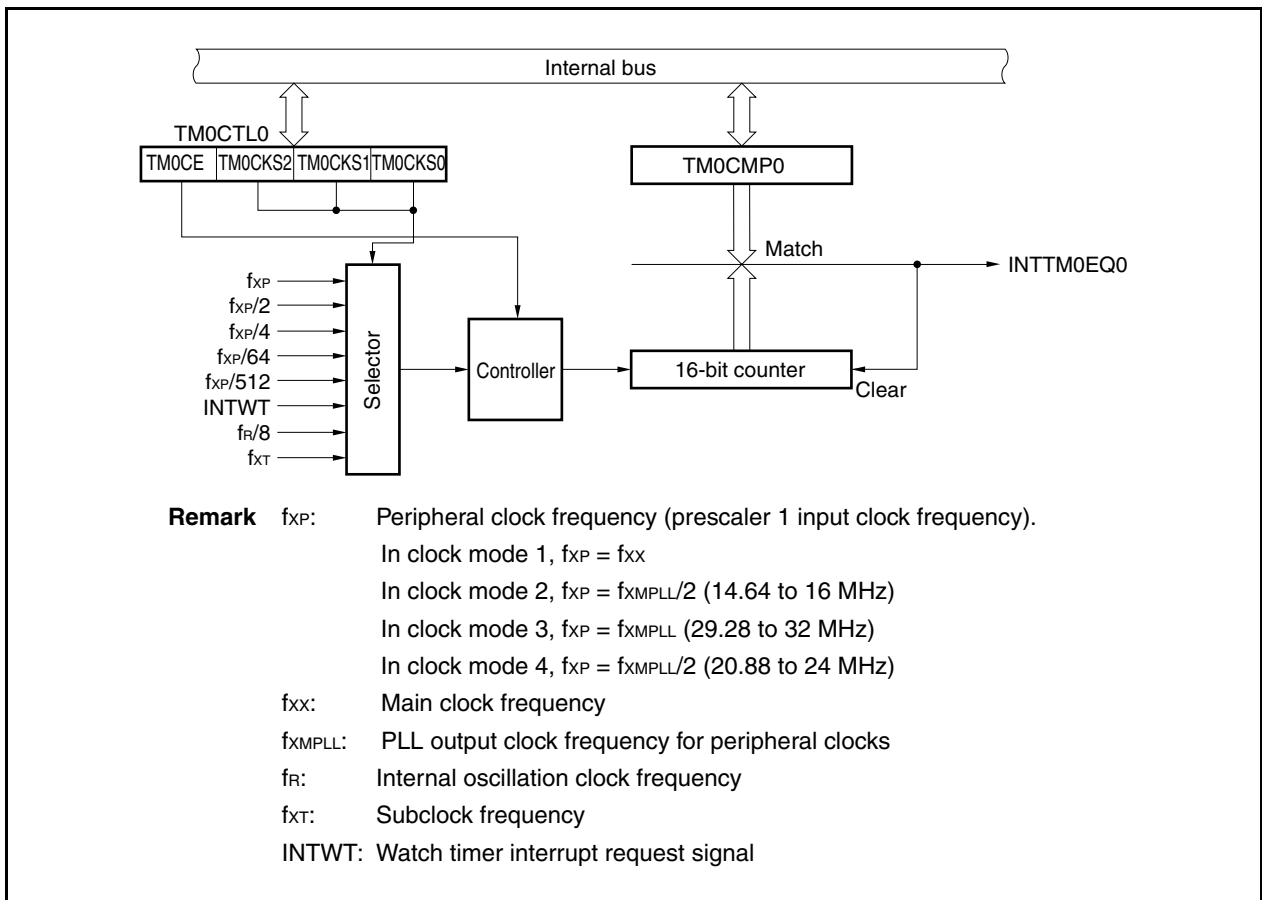 Internal bus
TM0CTL0
TM0CE TM0CKS2 TM0CKS1 TM0CKS0
TM0CMP0
Match
INTTM0EQ0
fXP
fXP/2
fXP/4
fXP/64
fXP/512
INTWT
fR/8
fXT
Selector
Controller
16-bit counter
Clear
Remark fXP: Peripheral clock frequency (prescaler 1 input clock frequency).
In clock mode 1, fXP = fXX
In clock mode 2, fXP = fXMPLL/2 (14.64 to 16 MHz)
In clock mode 3, fXP = fXMPLL (29.28 to 32 MHz)
In clock mode 4, fXP = fXMPLL/2 (20.88 to 24 MHz)
fXX: Main clock frequency
fXMPLL: PLL output clock frequency for peripheral clocks
fR: Internal oscillation clock frequency
fXT: Subclock frequency
INTWT: Watch timer interrupt request signal